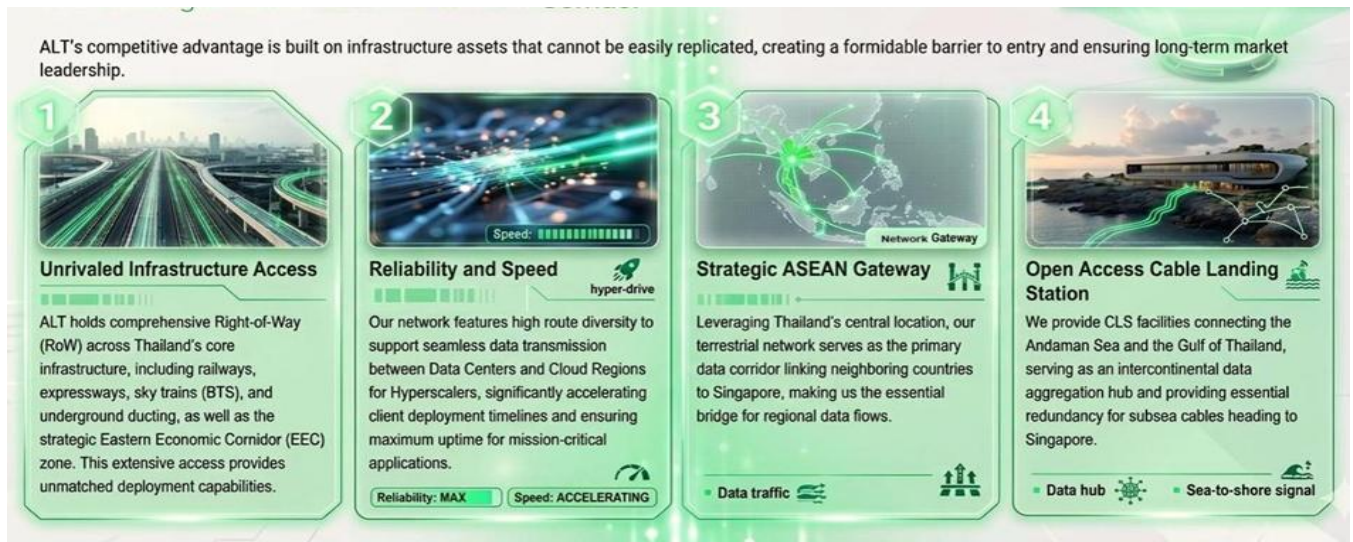 ALT's competitive advantage is built on infrastructure assets that cannot be easily replicated, creating a formidable barrier to entry and ensuring long-term market
leadership.
1
Unrivaled Infrastructure Access
ALT holds comprehensive Right-of-Way
(RoW) across Thailand's core
infrastructure, including railways,
expressways, sky trains (BTS), and
underground ducting, as well as the
strategic Eastern Economic Cornidor (EEC)
zone. This extensive access provides
unmatched deployment capabilities.
2
Speed:
Reliability and Speed
hyper-drive
Our network features high route diversity to
support seamless data transmission
between Data Centers and Cloud Regions
for Hyperscalers, significantly accelerating
client deployment timelines and ensuring
maximum uptime for mission-critical
applications.
Reliability: MAX
Speed: ACCELERATING
3
Network Gateway
Strategic ASEAN Gateway
Leveraging Thailand's central location, our
terrestrial network serves as the primary
data corridor linking neighboring countries
to Singapore, making us the essential
bridge for regional data flows.
Data traffic
4
Open Access Cable Landing
Station
We provide CLS facilities connecting the
Andaman Sea and the Gulf of Thailand,
serving as an intercontinental data
aggregation hub and providing essential
redundancy for subsea cables heading to
Singapore.
Data hub
Sea-to-shore signal